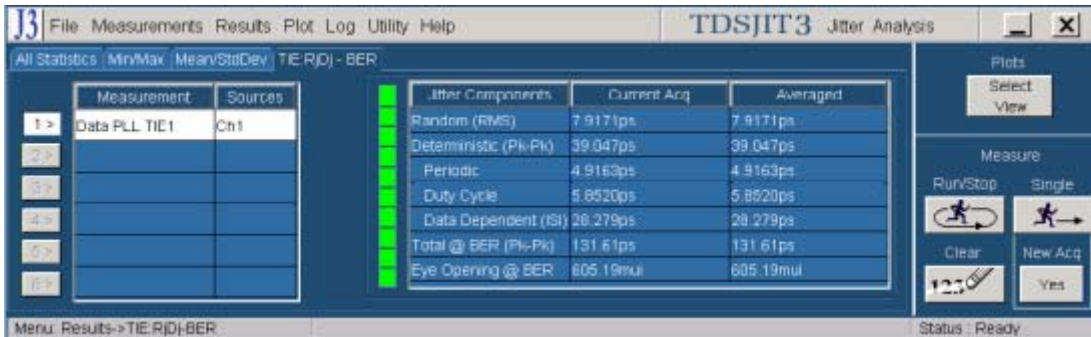 J3 File Measurements Results Plot Log Utility Help TDSJIT3 Jitter Analysis
All Statistics Min/Max Mean/StdDev TIE:RjDj - BER
Measurement Sources
1 > Data PLL TIE1 Ch1
2 >
3 >
4 >
5 >
6 >
Jitter Components Current Acq Averaged
Random (RMS) 7.9171ps 7.9171ps
Deterministic (Pk-Pk) 39.047ps 39.047ps
Periodic 4.9163ps 4.9163ps
Duty Cycle 5.8520ps 5.8520ps
Data Dependent (ISI) 28.279ps 28.279ps
Total @ BER (Pk-Pk) 131.61ps 131.61ps
Eye Opening @ BER 605.19mui 605.19mui
Plots
Select
View
Measure
Run/Stop Single
Clear New Acq
123 Yes
Menu: Results->TIE:RjDj-BER Status : Ready